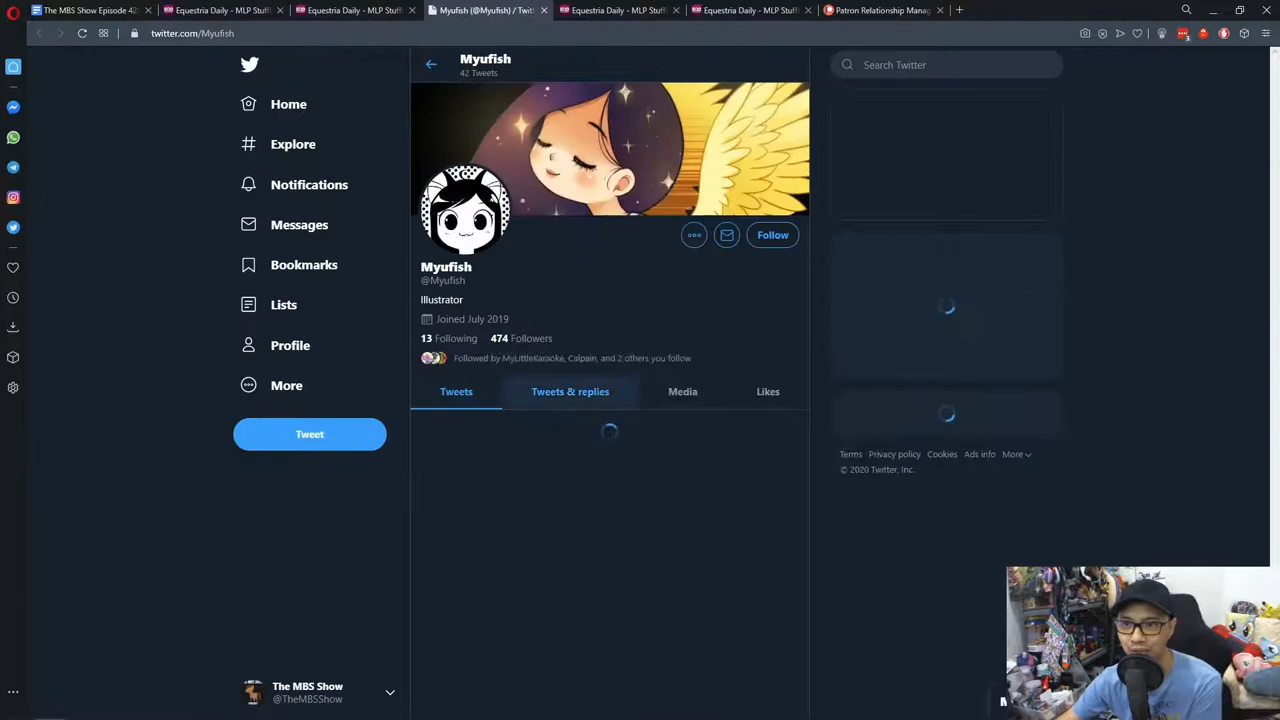 The MBS Show Episode 42
Equestria Daily - MLP Stuff
Equestria Daily - MLP Stuff
Myufish (@Myufish) / Twit
Equestria Daily - MLP Stuff
Equestria Daily - MLP Stuff
Patron Relationship Manag
twitter.com/Myufish
Myufish
42 Tweets
Search Twitter
Home
Explore
Notifications
Messages
Bookmarks
Lists
Profile
More
Tweet
Follow
Myufish
@Myufish
Illustrator
Joined July 2019
13 Following 474 Followers
Followed by MyLittleKaraoke, Calpain, and 2 others you follow
Tweets Tweets & replies Media Likes
Terms Privacy policy Cookies Ads info More
© 2020 Twitter, Inc.
The MBS Show
@TheMBSShow